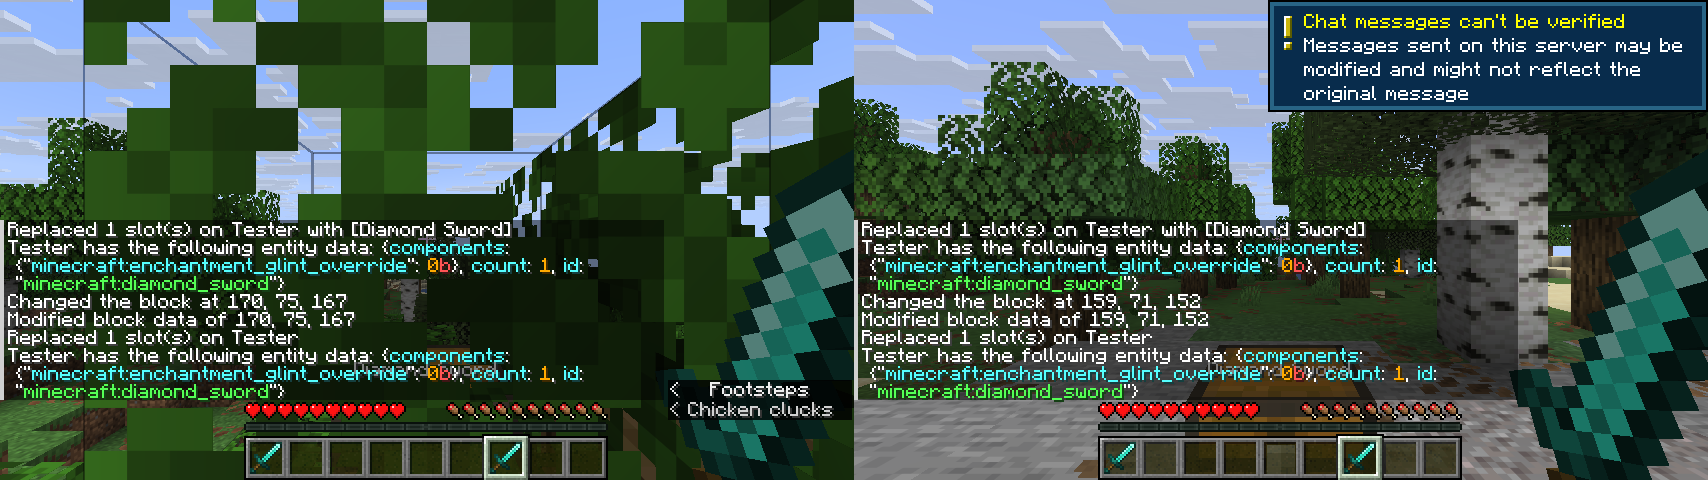 Replaced 1 slot(s) on Tester with [[Diamond Sword]]
Tester has the following entity data: {components:
{"minecraft:enchantment_glint_override": 0b}, count: 1, id:
"minecraft:diamond_sword"}
Changed the block at 170, 75, 167
Modified block data of 170, 75, 167
Replaced 1 slot(s) on Tester
Tester has the following entity data: {components:
{"minecraft:enchantment_glint_override": 0b}, count: 1, id:
"minecraft:diamond_sword"}
< Footsteps
< Chicken clucks
Chat messages can't be verified
Messages sent on this server may be
modified and might not reflect the
original message
Replaced 1 slot(s) on Tester with [[Diamond Sword]]
Tester has the following entity data: {components:
{"minecraft:enchantment_glint_override": 0b}, count: 1, id:
"minecraft:diamond_sword"}
Changed the block at 159, 71, 152
Modified block data of 159, 71, 152
Replaced 1 slot(s) on Tester
Tester has the following entity data: {components:
{"minecraft:enchantment_glint_override": 0b}, count: 1, id:
"minecraft:diamond_sword"}